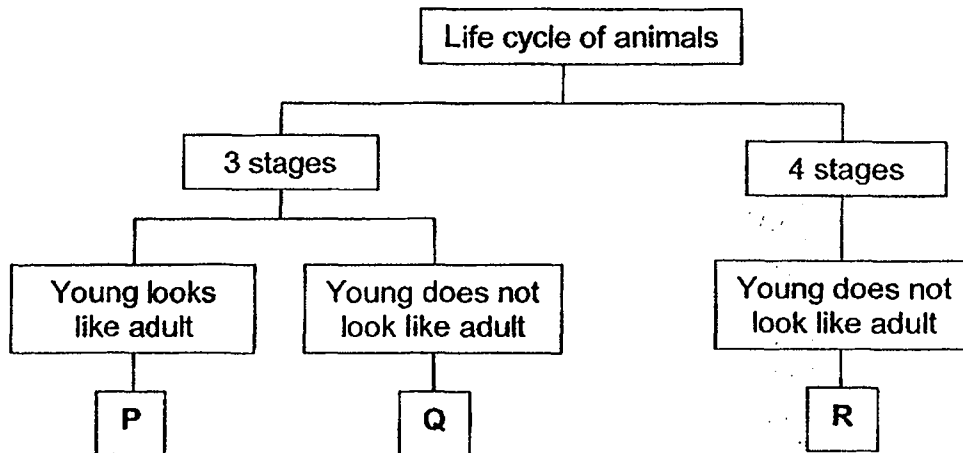 Life cycle of animals
3 stages
4 stages
Young looks
like adult
Young does not
look like adult
Young does not
look like adult
P
Q
R